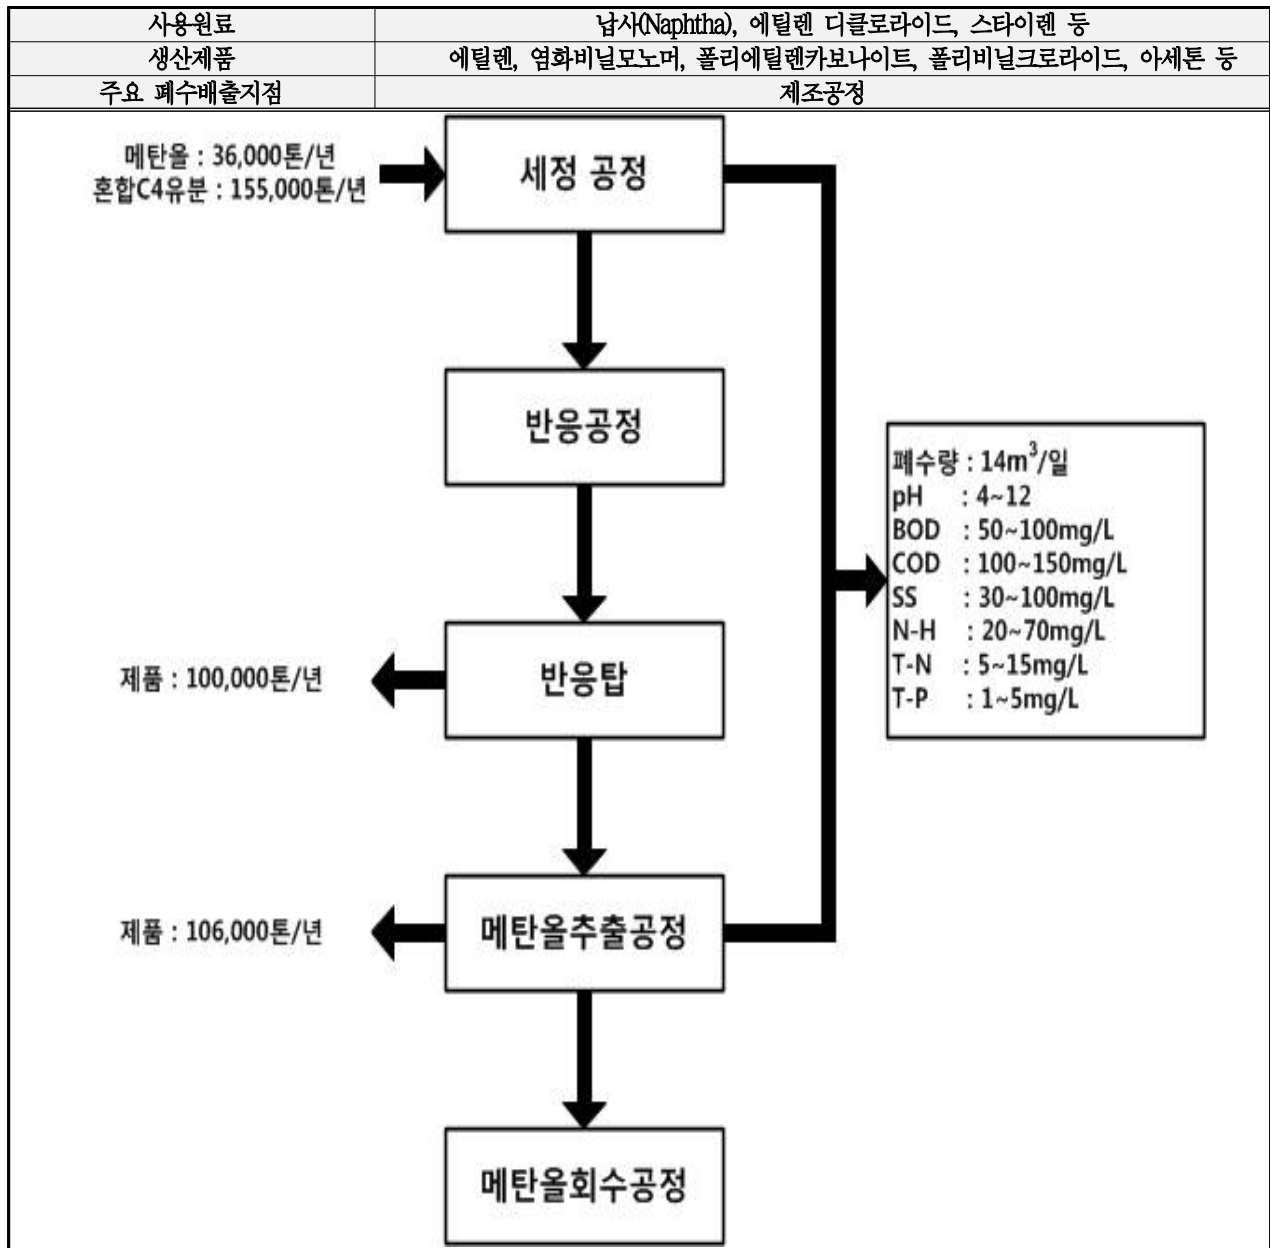 사용원료 납사(Naphtha), 에틸렌 디클로라이드, 스타이렌 등
생산제품 에틸렌, 염화비닐모노머, 폴리에틸렌카보나이트, 폴리비닐크로라이드, 아세톤 등
주요 폐수배출지점 제조공정
메탄올 : 36,000톤/년
혼합C4유분 : 155,000톤/년
세정 공정
반응공정
폐수량 : 14m³/일
pH : 4~12
BOD : 50~100mg/L
COD : 100~150mg/L
SS : 30~100mg/L
N-H : 20~70mg/L
T-N : 5~15mg/L
T-P : 1~5mg/L
제품 : 100,000톤/년
반응탑
제품 : 106,000톤/년
메탄올추출공정
메탄올회수공정